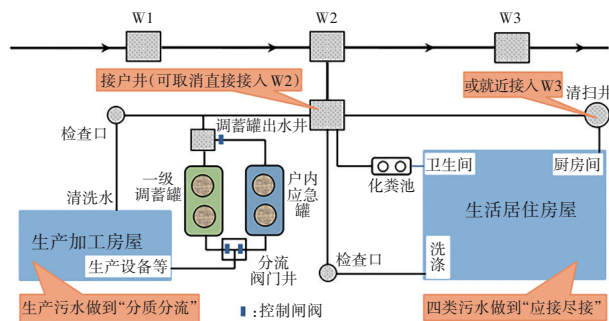 W1
W2
W3
接户井(可取消直接接入W2)
或就近接入W3
清扫井
检查口
调蓄罐出水井
一级
调蓄罐
户内
应急
罐
化粪池
卫生间
厨房间
清洗水
生活居住房屋
生产加工房屋
生产设备等
分流
阀门井
检查口
洗
涤
生产污水做到“分质分流”
:控制闸阀
四类污水做到“应接尽接”